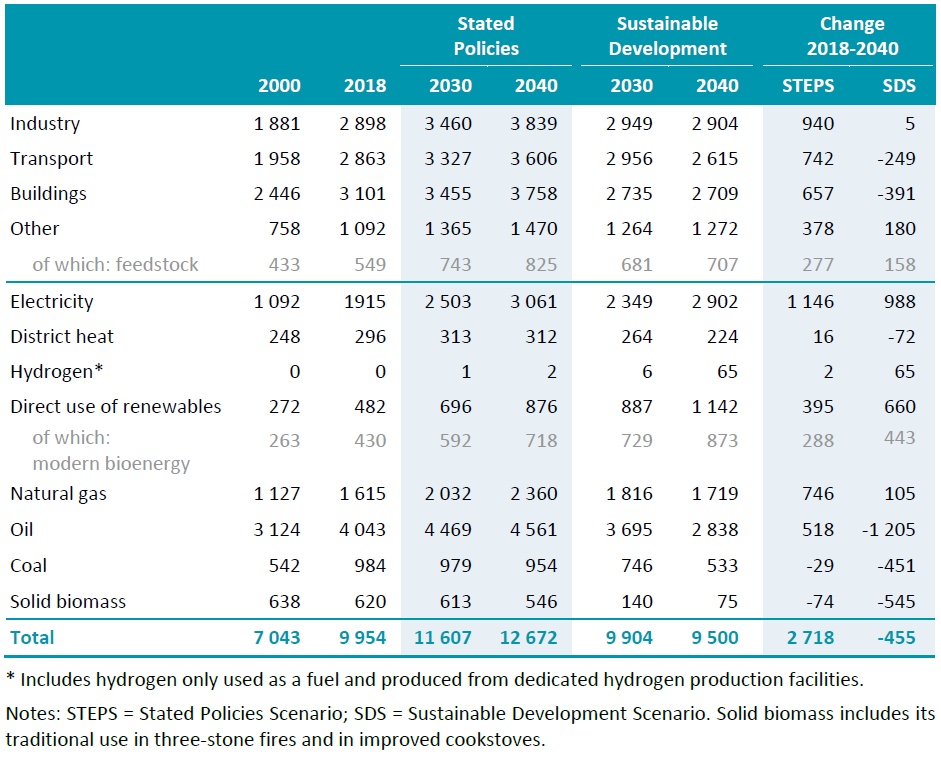 Stated Policies Sustainable Development Change 2018-2040
2000 2018 2030 2040 2030 2040 STEPS SDS
Industry 1 881 2 898 3 460 3 839 2 949 2 904 940 5
Transport 1 958 2 863 3 327 3 606 2 956 2 615 742 -249
Buildings 2 446 3 101 3 455 3 758 2 735 2 709 657 -391
Other 758 1 092 1 365 1 470 1 264 1 272 378 180
of which: feedstock 433 549 743 825 681 707 277 158
Electricity 1 092 1915 2 503 3 061 2 349 2 902 1 146 988
District heat 248 296 313 312 264 224 16 -72
Hydrogen* 0 0 1 2 6 65 2 65
Direct use of renewables 272 482 696 876 887 1 142 395 660
of which:
modern bioenergy 263 430 592 718 729 873 288 443
Natural gas 1 127 1 615 2 032 2 360 1 816 1 719 746 105
Oil 3 124 4 043 4 469 4 561 3 695 2 838 518 -1 205
Coal 542 984 979 954 746 533 -29 -451
Solid biomass 638 620 613 546 140 75 -74 -545
Total 7 043 9 954 11 607 12 672 9 904 9 500 2 718 -455
* Includes hydrogen only used as a fuel and produced from dedicated hydrogen production facilities.
Notes: STEPS = Stated Policies Scenario; SDS = Sustainable Development Scenario. Solid biomass includes its
traditional use in three-stone fires and in improved cookstoves.